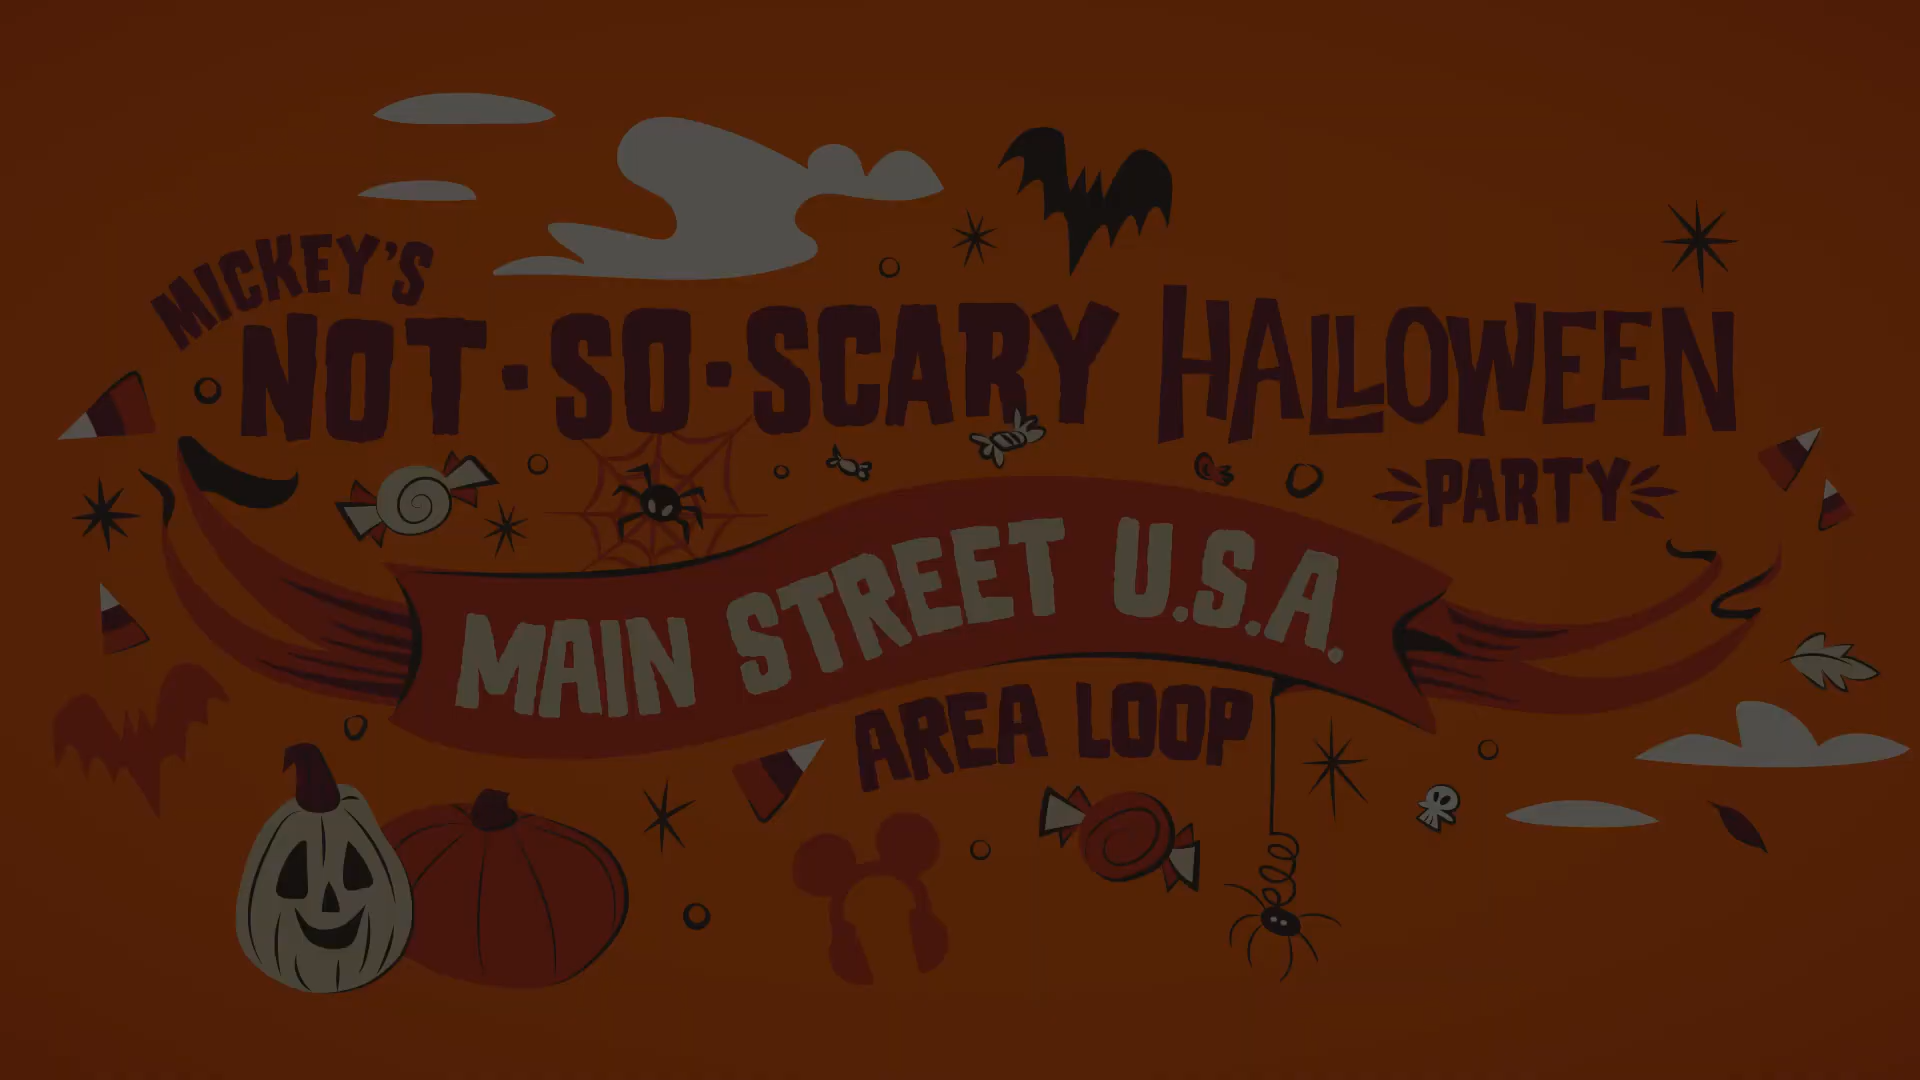 MICKEY'S
NOT·SO·SCARY HALLOWEEN
PARTY
MAIN STREET U.S.A.
AREA LOOP